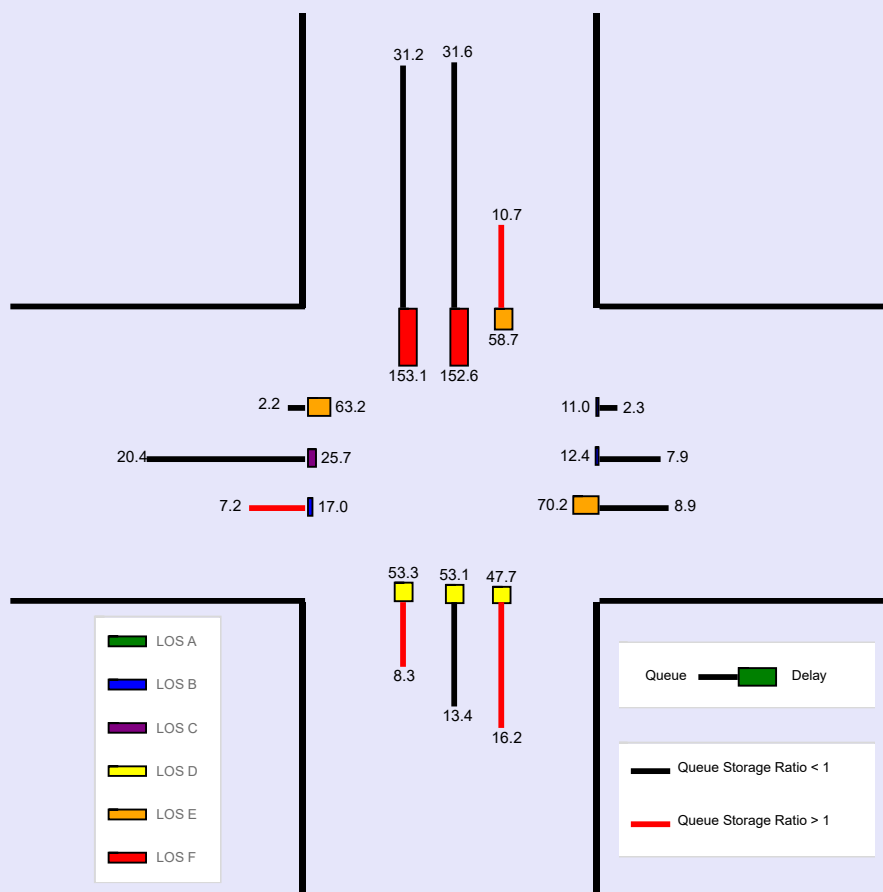 31.2
31.6
10.7
58.7
153.1
152.6
2.2
63.2
11.0
2.3
20.4
25.7
12.4
7.9
7.2
17.0
70.2
8.9
53.3
53.1
47.7
8.3
13.4
16.2
LOS A
LOS B
LOS C
LOS D
LOS E
LOS F
Queue
Delay
Queue Storage Ratio < 1
Queue Storage Ratio > 1